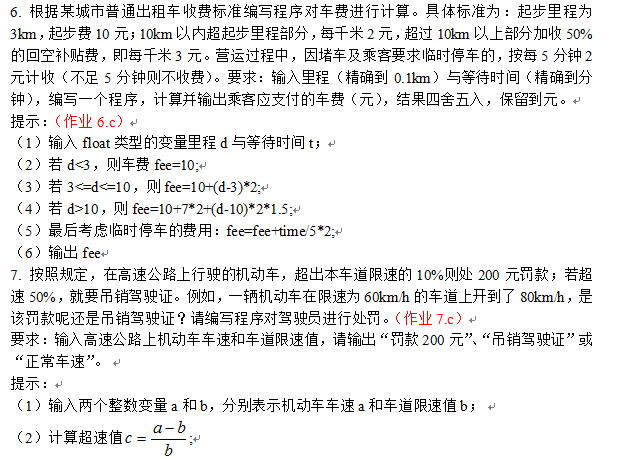 6. 根据某城市普通出租车收费标准编写程序对车费进行计算。具体标准为：起步里程为
3km，起步费 10 元；10km 以内超起步里程部分，每千米 2 元，超过 10km 以上部分加收 50%
的回空补贴费，即每千米 3 元。营运过程中，因堵车及乘客要求临时停车的，按每 5 分钟 2
元计收（不足 5 分钟则不收费）。要求：输入里程（精确到 0.1km）与等待时间（精确到分
钟），编写一个程序，计算并输出乘客应支付的车费（元），结果四舍五入，保留到元。↵
提示：（作业 6.c）↵
（1）输入 float 类型的变量里程 d 与等待时间 t；↵
（2）若 d<3，则车费 fee=10;↵
（3）若 3<=d<=10，则 fee=10+(d-3)*2;↵
（4）若 d>10，则 fee=10+7*2+(d-10)*2*1.5;↵
（5）最后考虑临时停车的费用：fee=fee+time/5*2;↵
（6）输出 fee↵
7. 按照规定，在高速公路上行驶的机动车，超出本车道限速的 10%则处 200 元罚款；若超
速 50%，就要吊销驾驶证。例如，一辆机动车在限速为 60km/h 的车道上开到了 80km/h，是
该罚款呢还是吊销驾驶证？请编写程序对驾驶员进行处罚。（作业 7.c）↵
要求：输入高速公路上机动车车速和车道限速值，请输出“罚款 200 元”、“吊销驾驶证”或
“正常车速”。↵
提示：↵
（1）输入两个整数变量 a 和 b，分别表示机动车车速 a 和车道限速值 b；↵
（2）计算超速值 c = (a-b)/b;↵